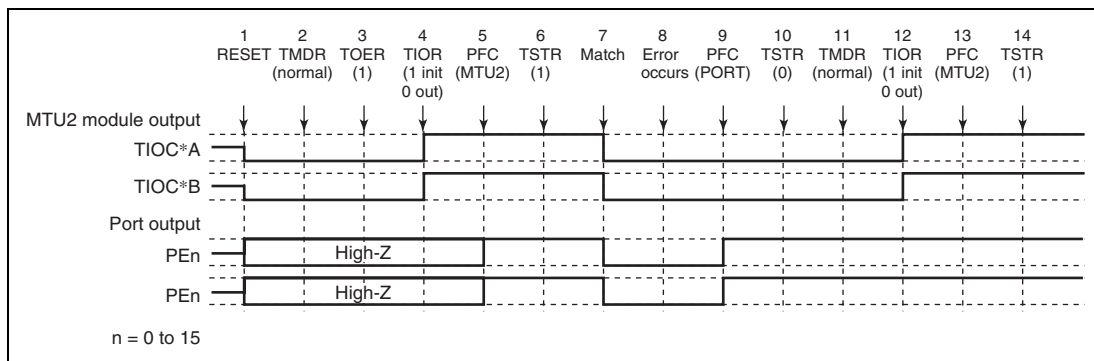 1 2 3 4 5 6 7 8 9 10 11 12 13 14
RESET TMDR TOER TIOR PFC TSTR Match Error PFC TSTR TMDR TIOR PFC TSTR
(normal) (1) (1 init (MTU2) (1) occurs (PORT) (0) (normal) (1 init (MTU2) (1)
0 out) 0 out)
MTU2 module output
TIOC*A
TIOC*B
Port output
PEn High-Z
PEn High-Z
n = 0 to 15